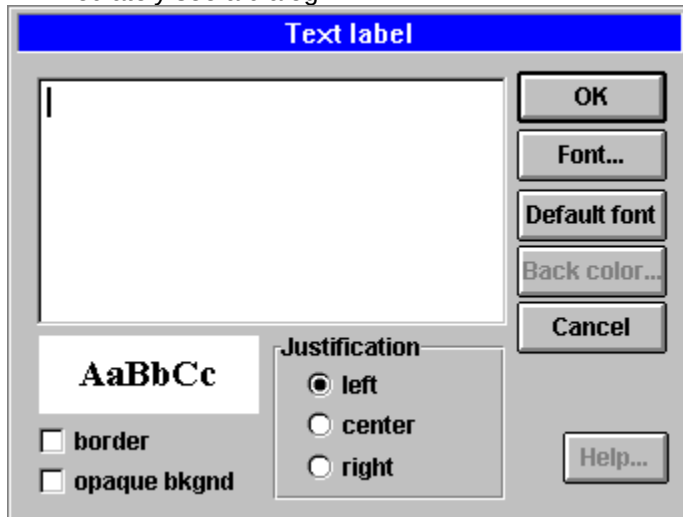 Text label
OK
Font...
Default font
Back color...
Cancel
AaBbCc
Justification
left
center
right
border
opaque bkgnd
Help...